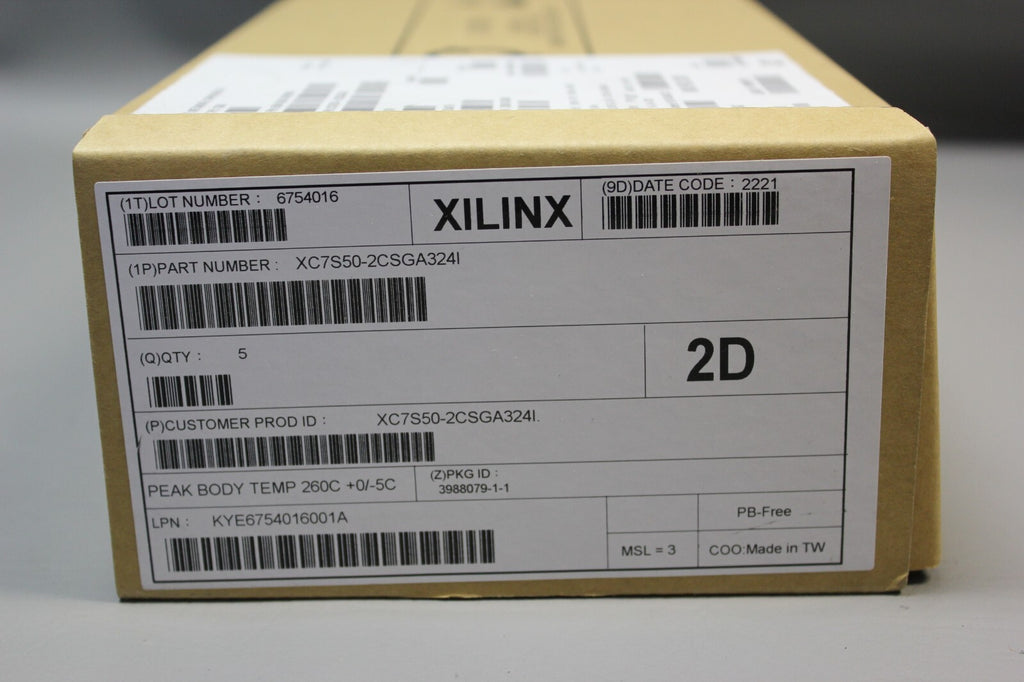 (1T)LOT NUMBER : 6754016
XILINX
(9D)DATE CODE : 2221
(1P)PART NUMBER : XC7S50-2CSGA324I
(Q)QTY : 5
2D
(P)CUSTOMER PROD ID : XC7S50-2CSGA324I.
PEAK BODY TEMP 260C +0/-5C
(Z)PKG ID :
3988079-1-1
LPN : KYE6754016001A
PB-Free
MSL = 3
COO:Made in TW